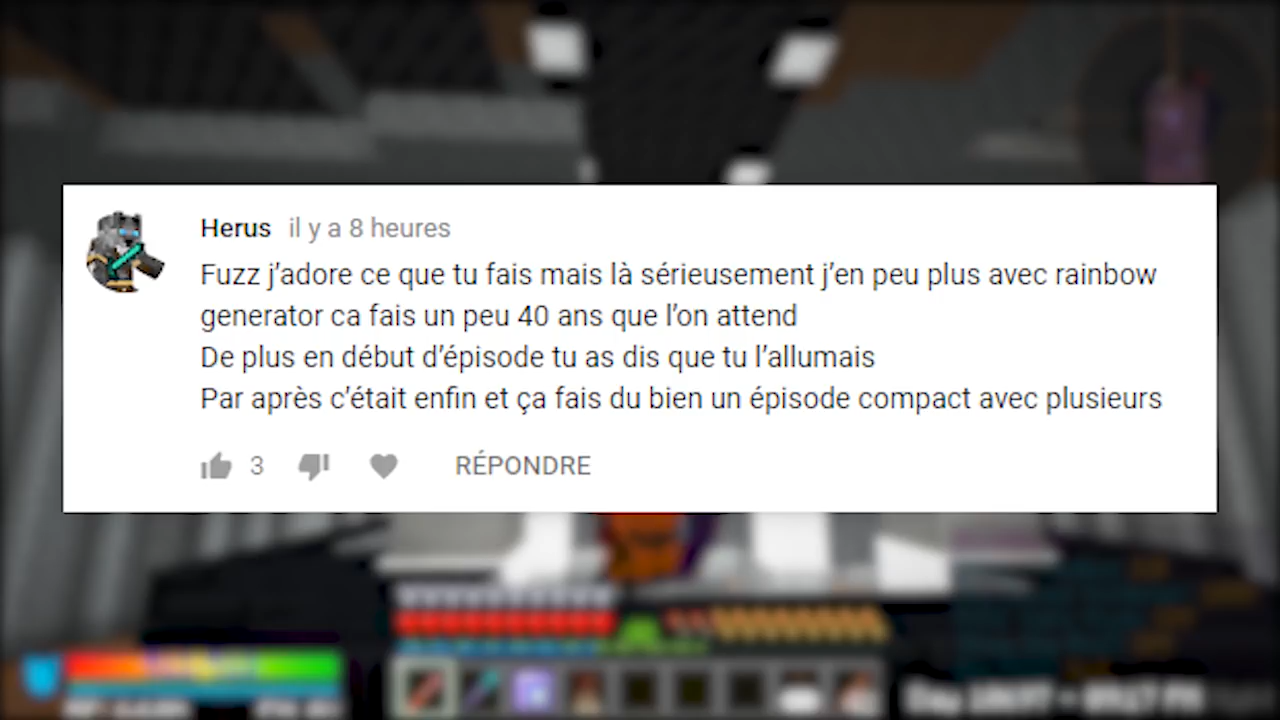 Herus il y a 8 heures
Fuzz j’adore ce que tu fais mais là sérieusement j’en peu plus avec rainbow
generator ca fais un peu 40 ans que l’on attend
De plus en début d’épisode tu as dis que tu l’allumais
Par après c’était enfin et ça fais du bien un épisode compact avec plusieurs
3 RÉPONDRE